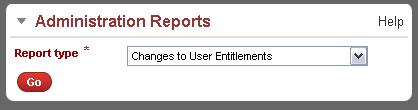 Administration Reports Help
Report type * Changes to User Entitlements
Go